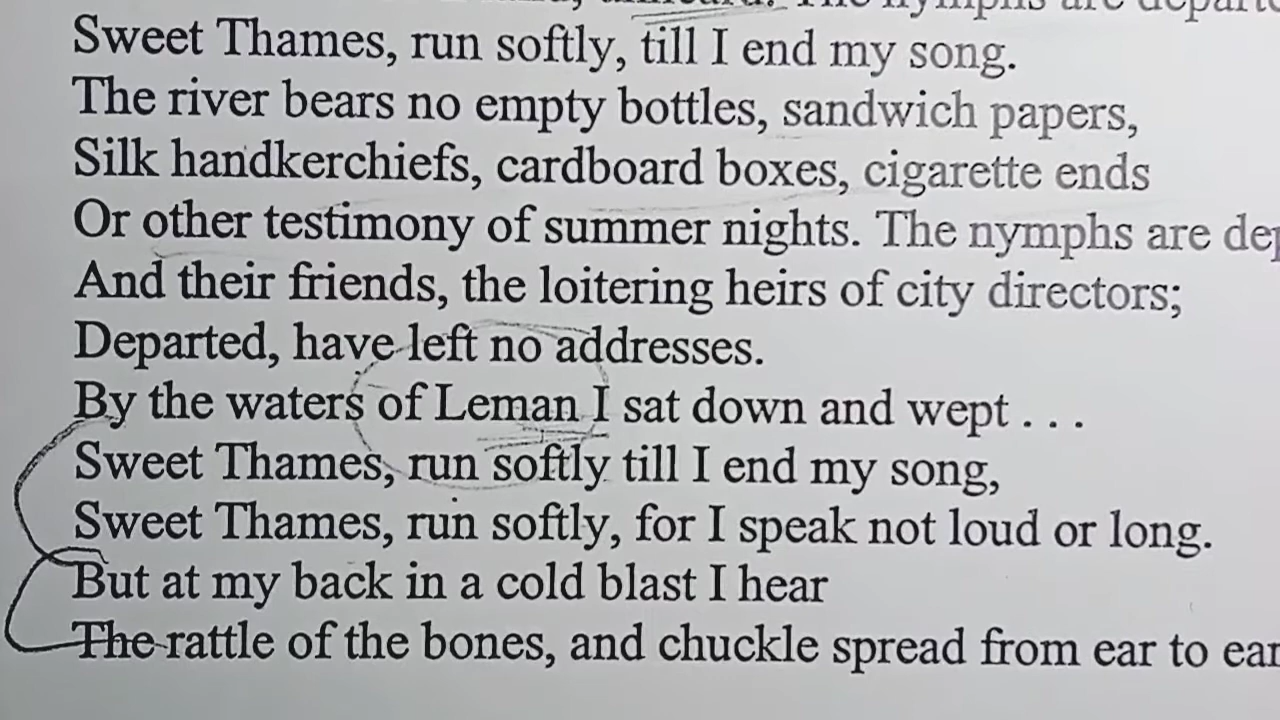 The nymphs are
Sweet Thames, run softly, till I end my song.
The river bears no empty bottles, sandwich papers,
Silk handkerchiefs, cardboard boxes, cigarette ends
Or other testimony of summer nights. The nymphs are
And their friends, the loitering heirs of city directors;
Departed, have left no addresses.
By the waters of Leman I sat down and wept . . .
Sweet Thames, run softly till I end my song,
Sweet Thames, run softly, for I speak not loud or long.
But at my back in a cold blast I hear
The rattle of the bones, and chuckle spread from ear to ear